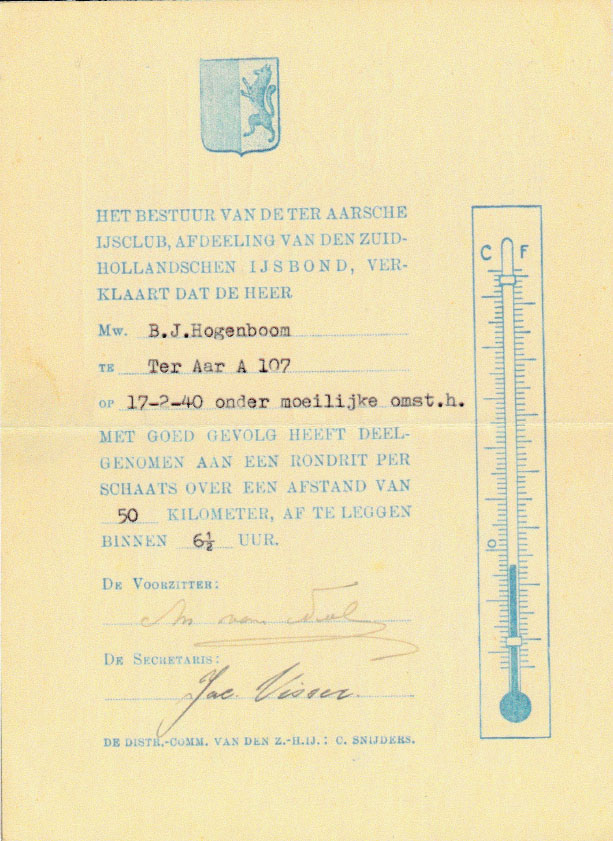 HET BESTUUR VAN DE TER AARSCHE
IJSCLUB, AFDEELING VAN DEN ZUID-
HOLLANDSCHEN IJSBOND, VER-
KLAART DAT DE HEER
Mw. B.J.Hogenboom
TE Ter Aar A 107
OP 17-2-40 onder moeilijke omst.h.
MET GOED GEVOLG HEEFT DEEL-
GENOMEN AAN EEN RONDRIT PER
SCHAATS OVER EEN AFSTAND VAN
50 KILOMETER, AF TE LEGGEN
BINNEN 6½ UUR.
DE VOORZITTER:
van
DE SECRETARIS:
Jac. Visser.
DE DISTR.-COMM. VAN DEN Z.-H.IJ.: C. SNIJDERS.
C F
0